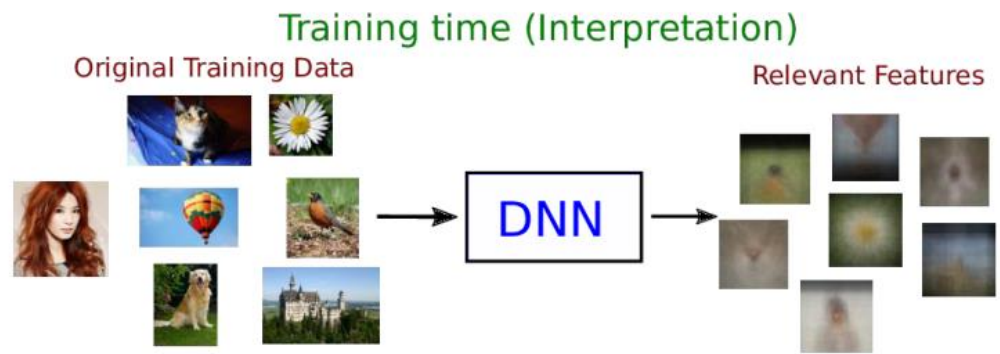 Training time (Interpretation)
Original Training Data
Relevant Features
DNN